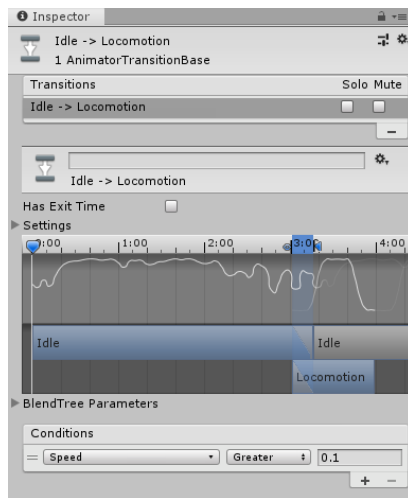 Inspector
Idle -> Locomotion
1 AnimatorTransitionBase
Transitions Solo Mute
Idle -> Locomotion
Idle -> Locomotion
Has Exit Time
Settings
0:00 1:00 2:00 3:00 4:00
Idle Idle
Locomotion
BlendTree Parameters
Conditions
Speed Greater 0.1